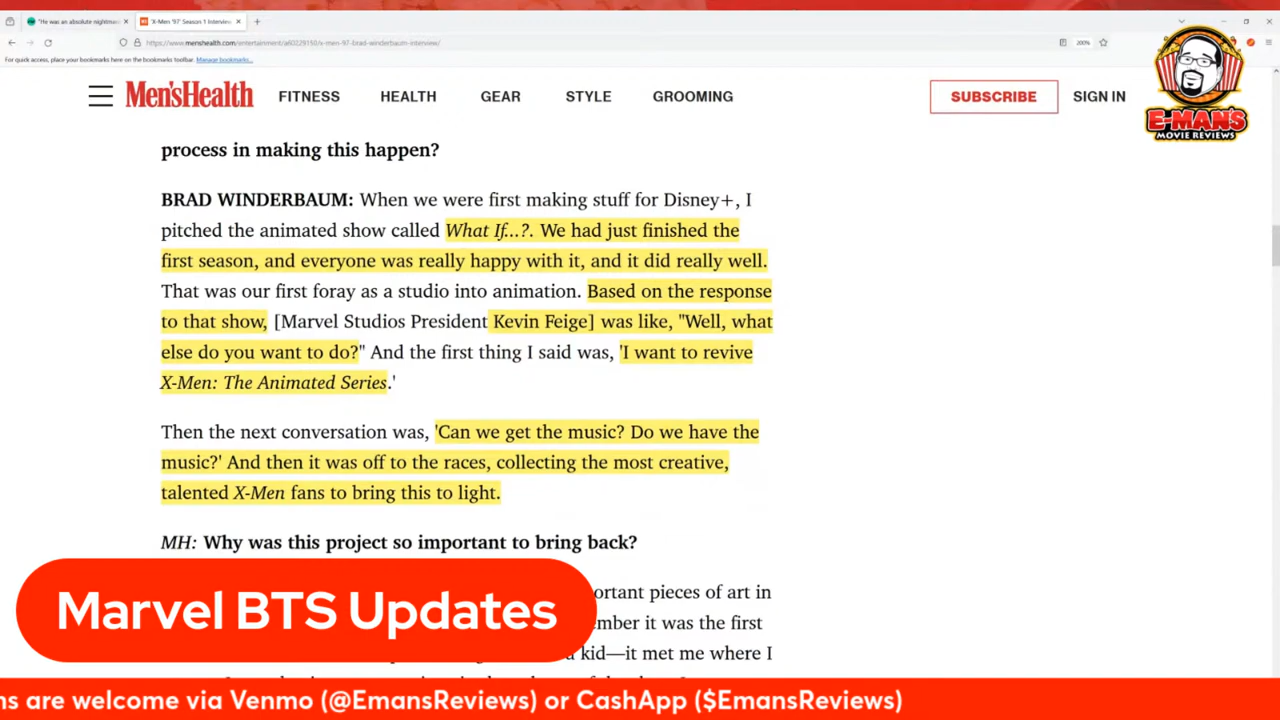 "He was an absolute nightmar
"X-Men '97" Season 1 Interview
https://www.menshealth.com/entertainment/a60229150/x-men-97-brad-winderbaum-interview/
200%
For quick access, place your bookmarks here on the bookmarks toolbar. Manage bookmarks...
Men'sHealth
FITNESS
HEALTH
GEAR
STYLE
GROOMING
SUBSCRIBE
SIGN IN
E-MAN'S
MOVIE REVIEWS
process in making this happen?
BRAD WINDERBAUM: When we were first making stuff for Disney+, I
pitched the animated show called What If...?. We had just finished the
first season, and everyone was really happy with it, and it did really well.
That was our first foray as a studio into animation. Based on the response
to that show, [Marvel Studios President Kevin Feige] was like, "Well, what
else do you want to do?" And the first thing I said was, 'I want to revive
X-Men: The Animated Series.'
Then the next conversation was, 'Can we get the music? Do we have the
music?' And then it was off to the races, collecting the most creative,
talented X-Men fans to bring this to light.
MH: Why was this project so important to bring back?
ortant pieces of art in
mber it was the first
kid—it met me where I
Marvel BTS Updates
ns are welcome via Venmo (@EmansReviews) or CashApp ($EmansReviews)